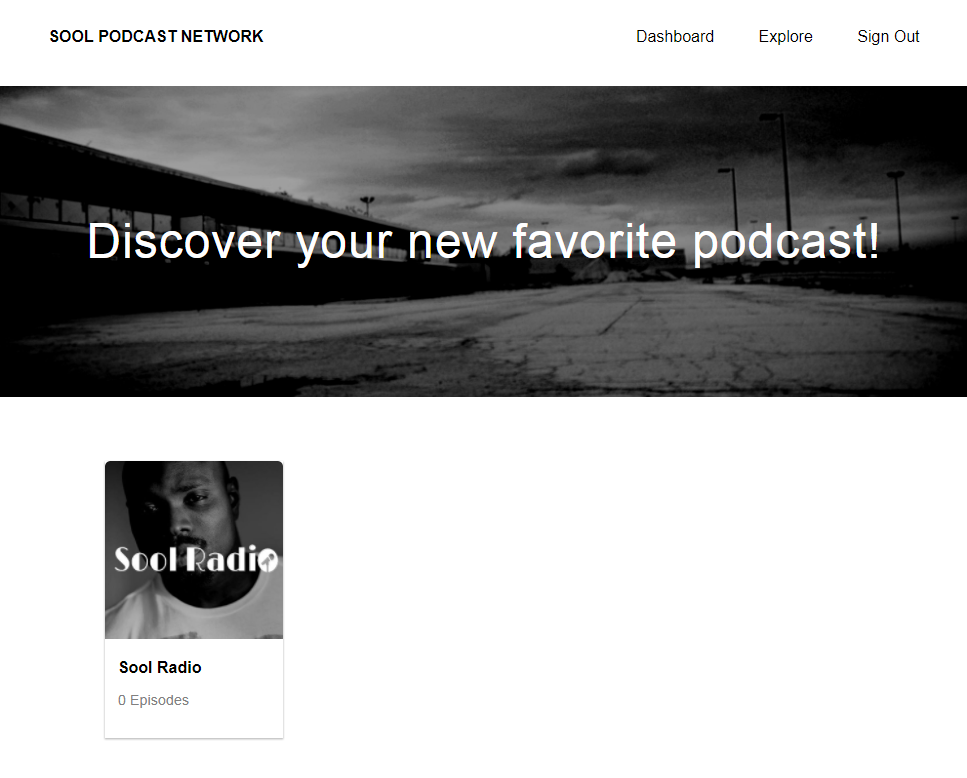 SOOL PODCAST NETWORK
Dashboard Explore Sign Out
Discover your new favorite podcast!
Sool Radio
Sool Radio
0 Episodes